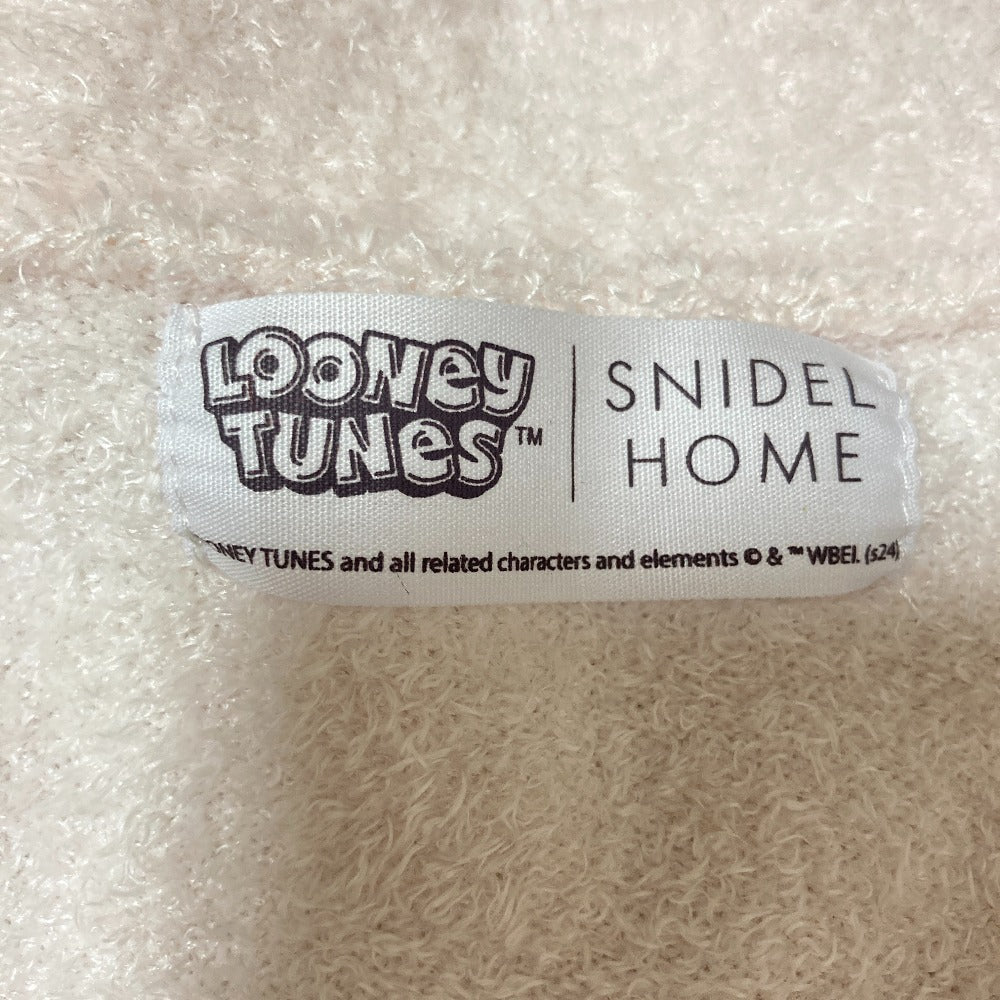 LOONEY TUNES™
SNIDEL HOME
NEY TUNES and all related characters and elements © & ™ WBEI. (s24)